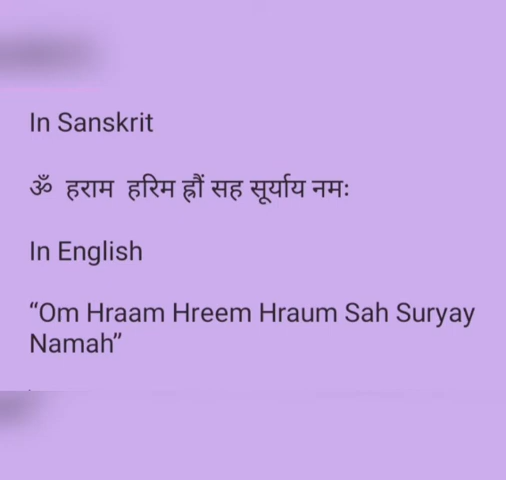 In Sanskrit
ॐ हराम हरिम ह्रौं सह सूर्याय नमः
In English
“Om Hraam Hreem Hraum Sah Suryay
Namah”